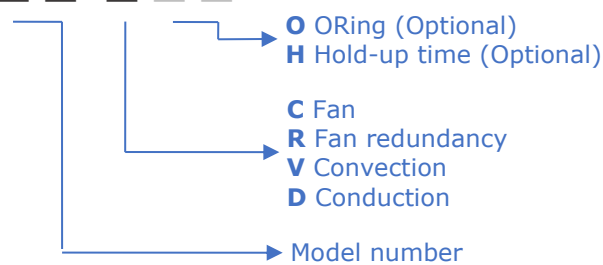 O ORing (Optional)
H Hold-up time (Optional)
C Fan
R Fan redundancy
V Convection
D Conduction
Model number